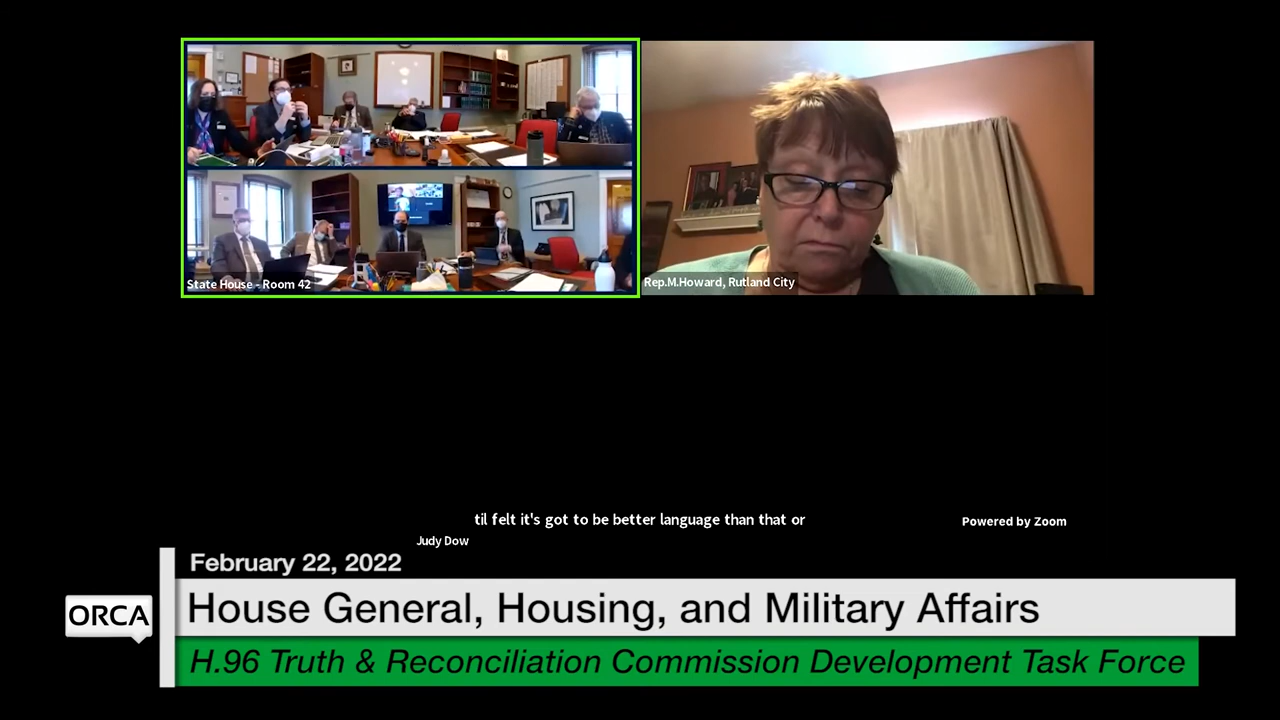 State House - Room 42
Rep.M.Howard, Rutland City
til felt it's got to be better language than that or
Powered by Zoom
Judy Dow
February 22, 2022
ORCA
House General, Housing, and Military Affairs
H.96 Truth & Reconciliation Commission Development Task Force